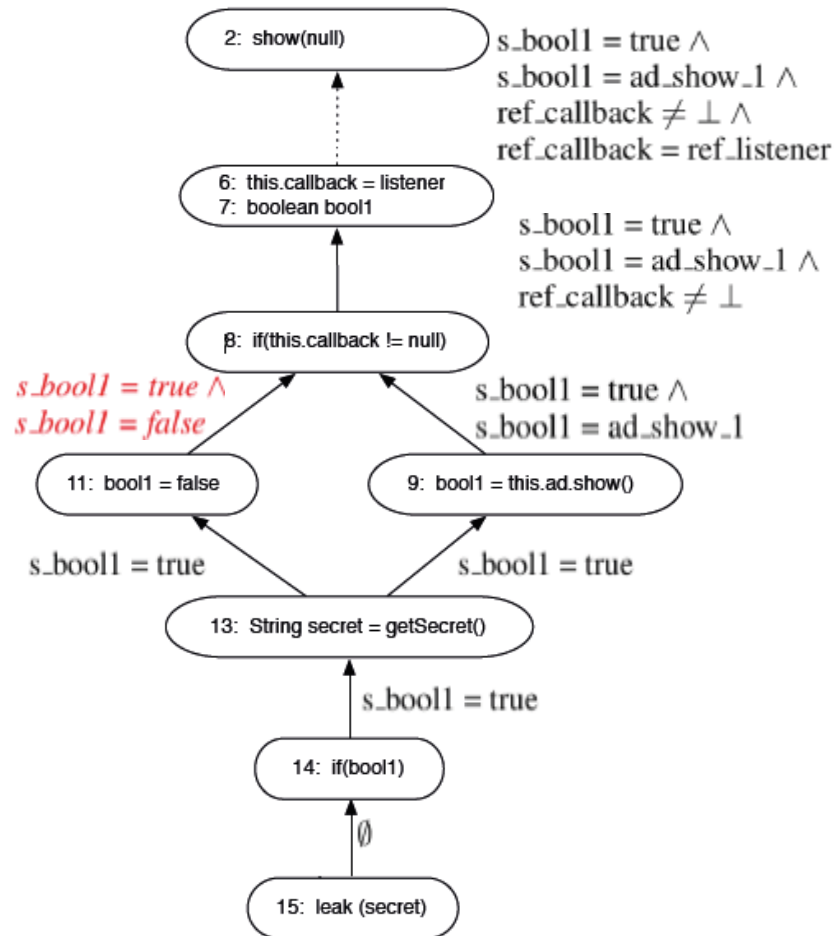 2: show(null)
s_bool1 = true ∧
s_bool1 = ad_show_1 ∧
ref_callback ≠ ⊥ ∧
ref_callback = ref_listener
6: this.callback = listener
7: boolean bool1
s_bool1 = true ∧
s_bool1 = ad_show_1 ∧
ref_callback ≠ ⊥
8: if(this.callback != null)
s_bool1 = true ∧
s_bool1 = false
s_bool1 = true ∧
s_bool1 = ad_show_1
11: bool1 = false
9: bool1 = this.ad.show()
s_bool1 = true
s_bool1 = true
13: String secret = getSecret()
s_bool1 = true
14: if(bool1)
∅
15: leak (secret)